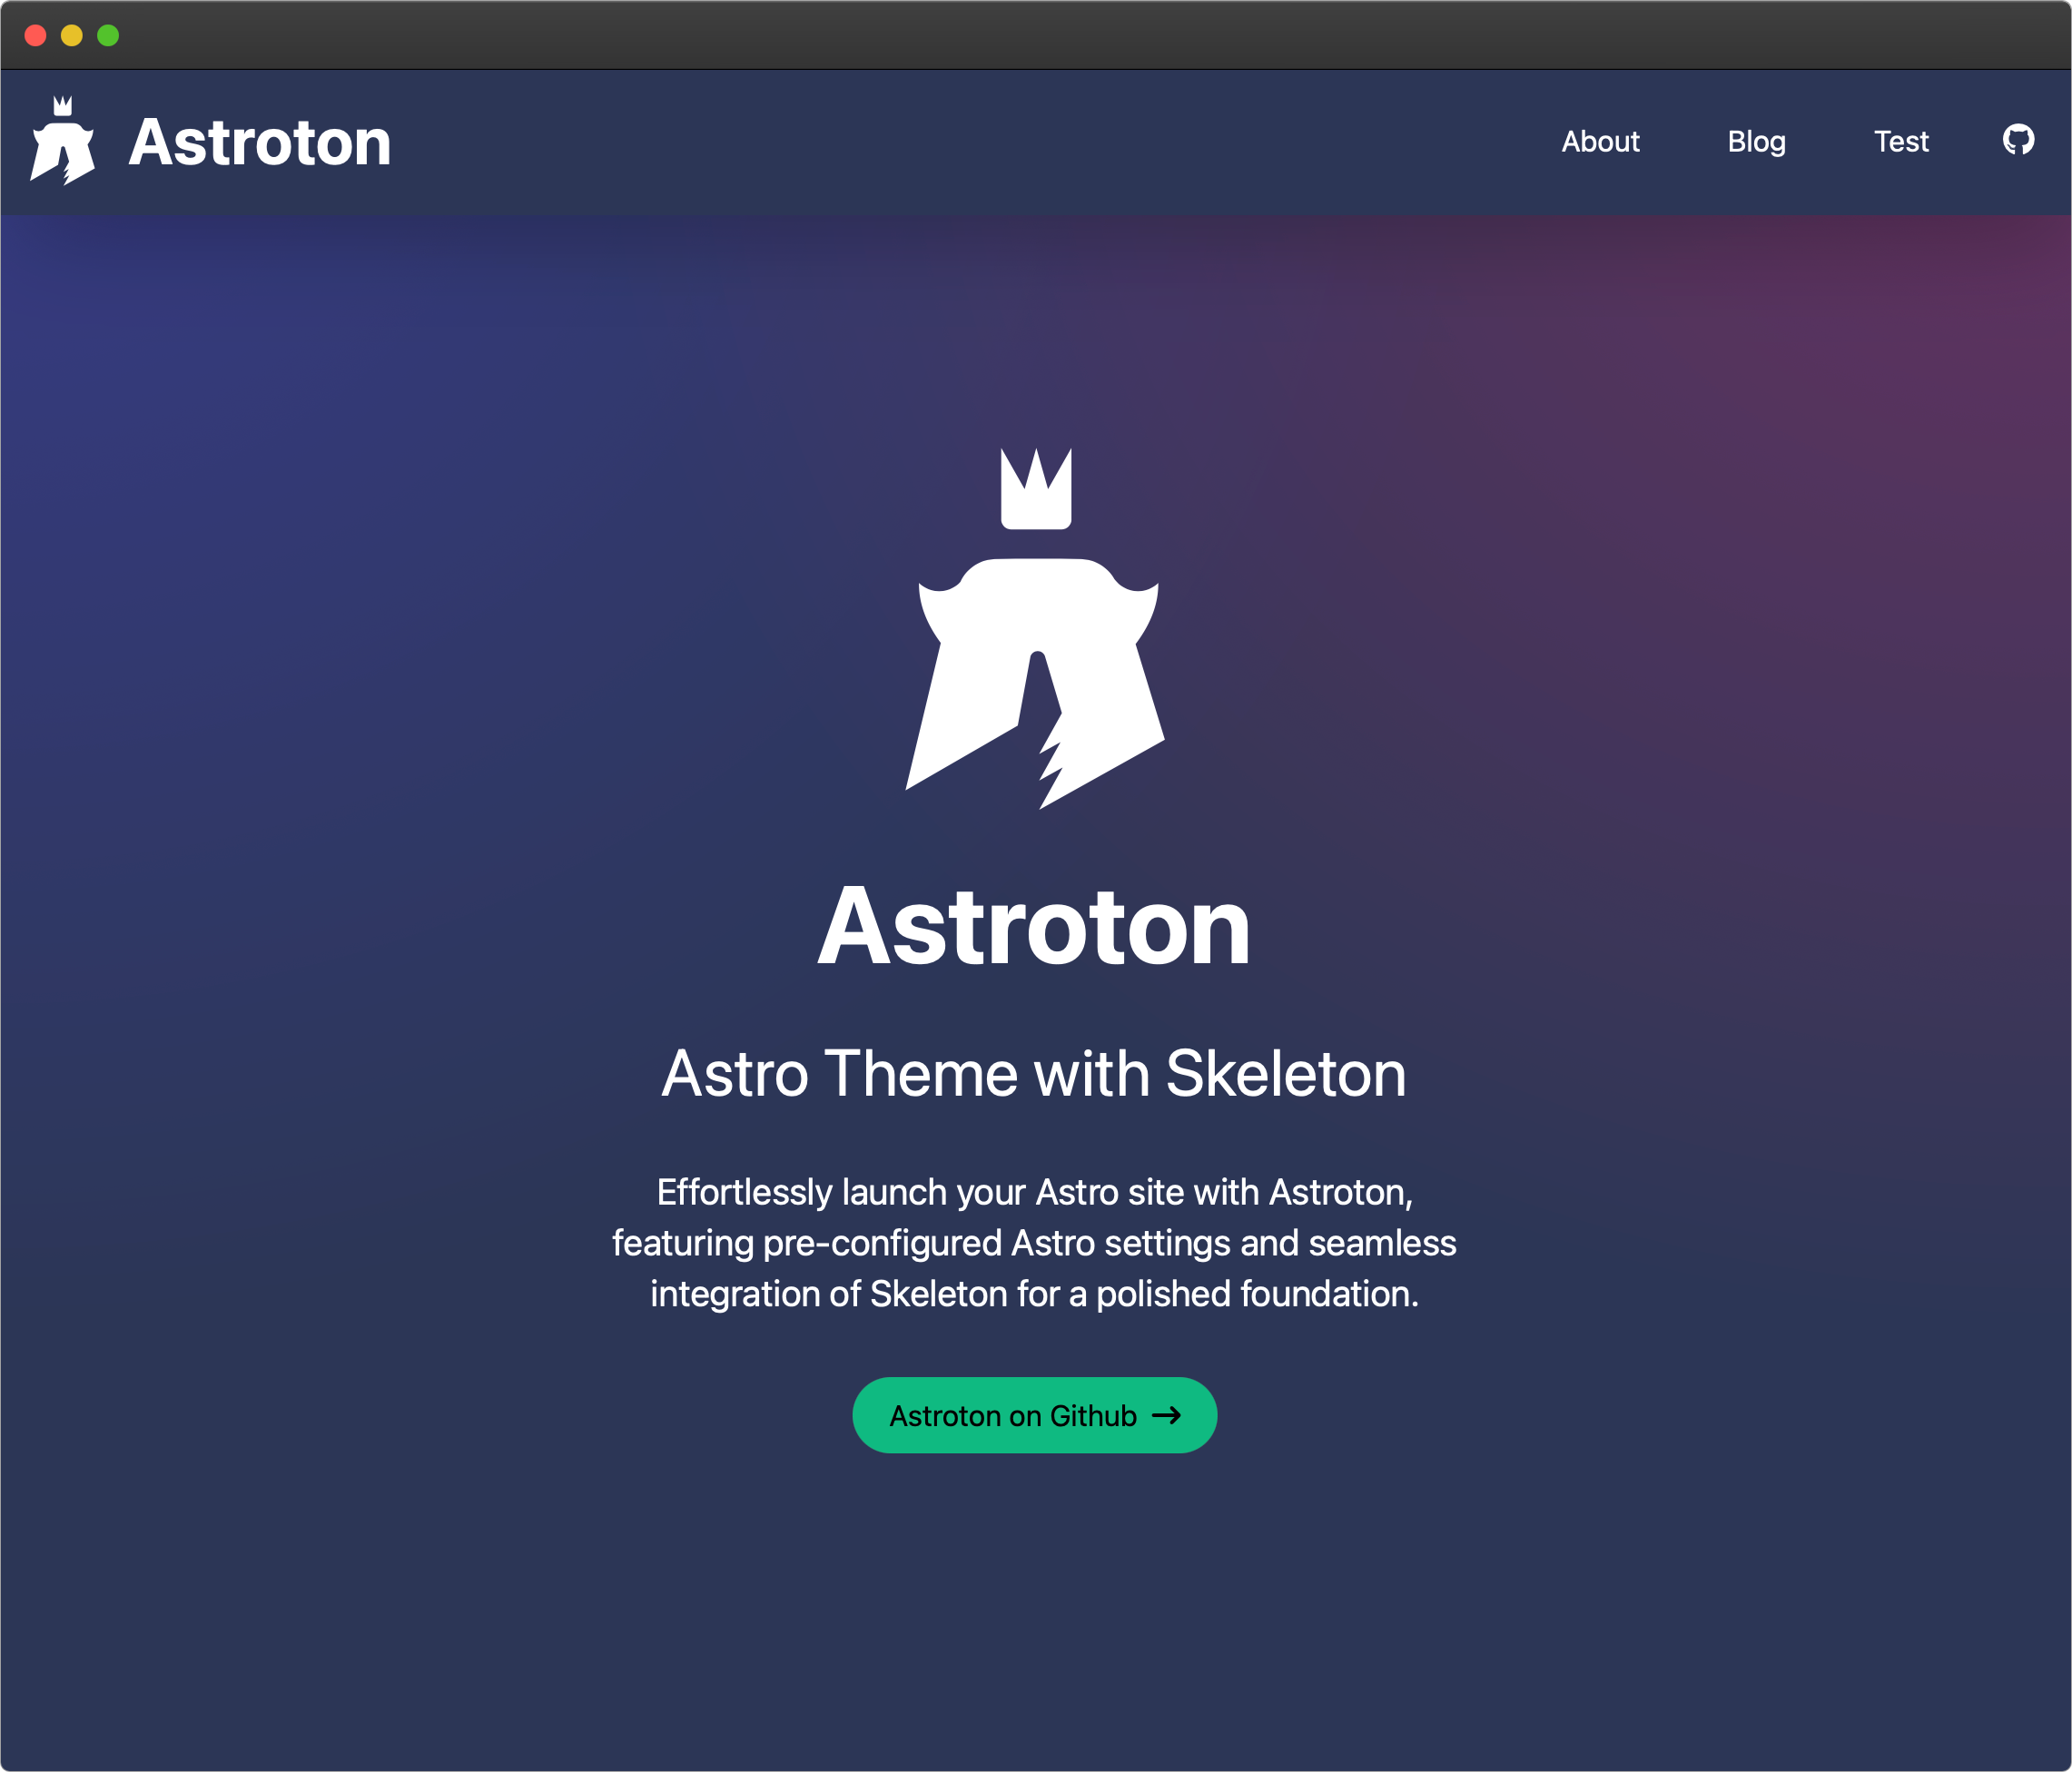 Astroton
About
Blog
Test
Astroton
Astro Theme with Skeleton
Effortlessly launch your Astro site with Astroton,
featuring pre-configured Astro settings and seamless
integration of Skeleton for a polished foundation.
Astroton on Github →